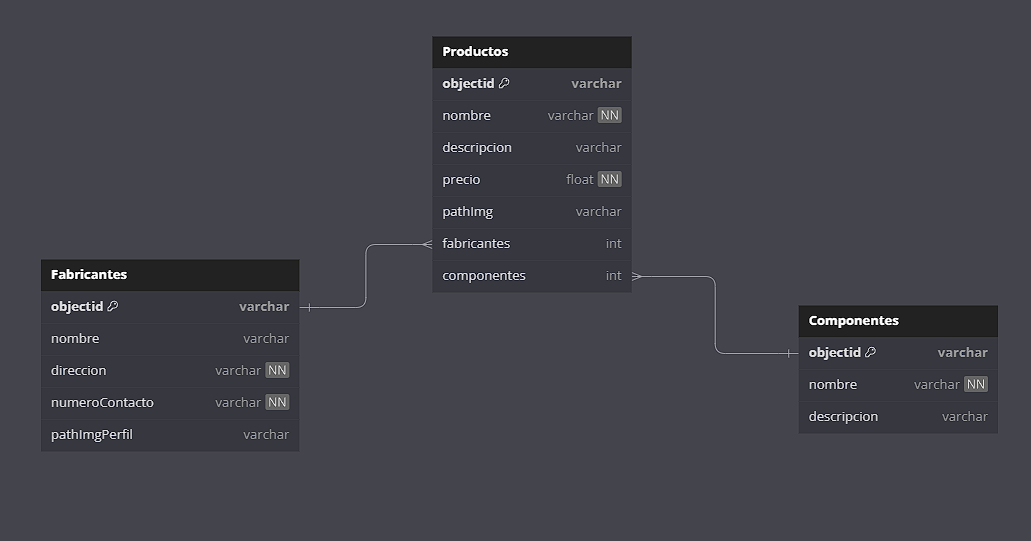 Productos
objectid varchar
nombre varchar NN
descripcion varchar
precio float NN
pathImg varchar
fabricantes int
componentes int
Fabricantes
objectid varchar
nombre varchar
direccion varchar NN
numeroContacto varchar NN
pathImgPerfil varchar
Componentes
objectid varchar
nombre varchar NN
descripcion varchar